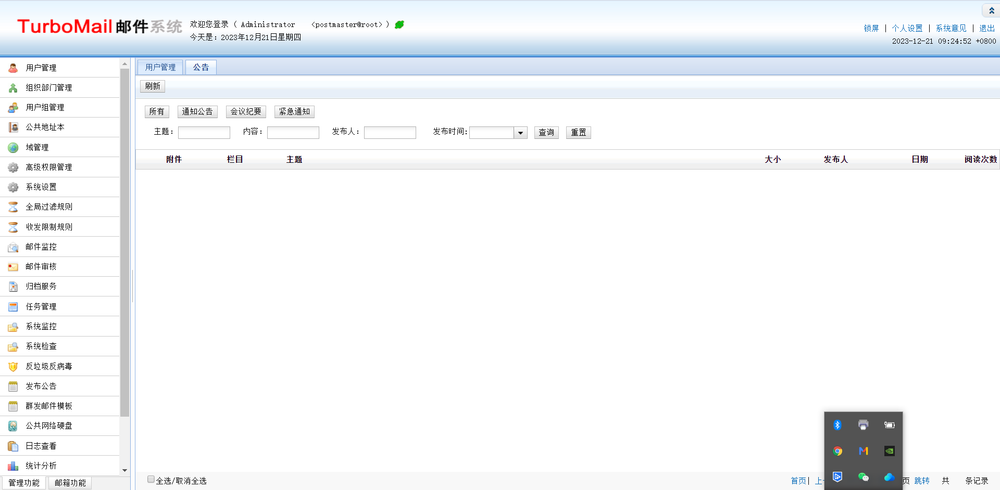 TurboMail 邮件系统
欢迎您登录 ( Administrator <postmaster@root> )
今天是：2023年12月21日星期四
锁屏 | 个人设置 | 系统意见 | 退出
2023-12-21 09:24:52 +0800
用户管理
组织部门管理
用户组管理
公共地址本
域管理
高级权限管理
系统设置
全局过滤规则
收发限制规则
邮件监控
邮件审核
归档服务
任务管理
系统监控
系统检查
反垃圾反病毒
发布公告
群发邮件模板
公共网络硬盘
日志查看
统计分析
管理功能 邮箱功能
用户管理 公告
刷新
所有 通知公告 会议纪要 紧急通知
主题： 内容： 发布人： 发布时间： 查询 重置
附件 栏目 主题 大小 发布人 日期 阅读次数
全选/取消全选
首页| 上 页 跳转 共 条记录